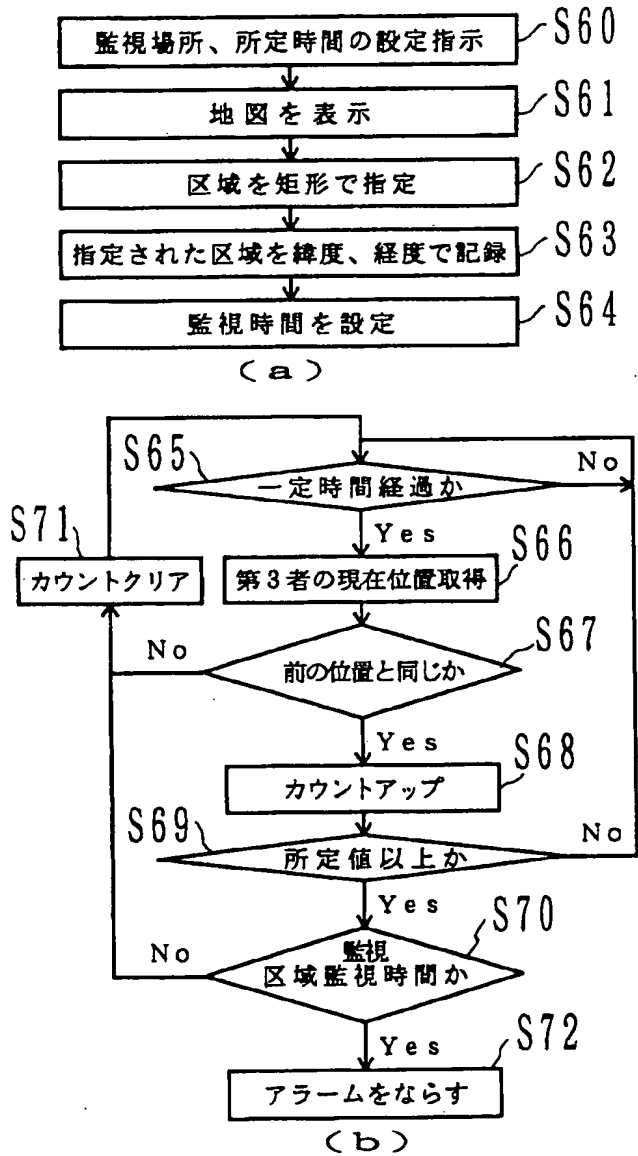 監視場所、所定時間の設定指示 S60
地図を表示 S61
区域を矩形で指定 S62
指定された区域を緯度、経度で記録 S63
監視時間を設定 S64
(a)
S65 一定時間経過か No
Yes
S71
カウントクリア
第3者の現在位置取得 S66
No 前の位置と同じか S67
Yes
カウントアップ S68
S69 所定値以上か No
Yes
監視 S70
No 区域監視時間か
Yes
アラームをならす S72
(b)